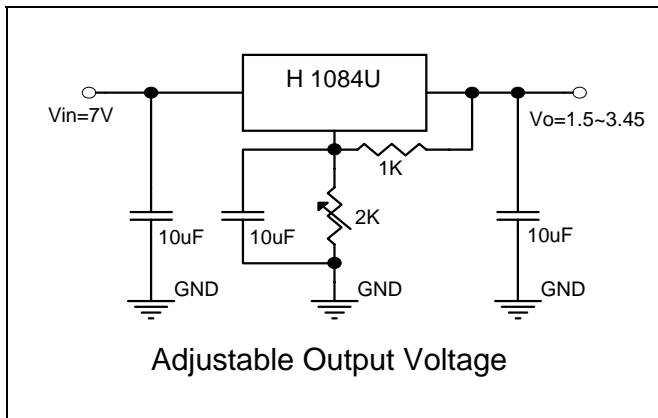 H 1084U
Vin=7V
Vo=1.5~3.45
1K
2K
10uF
10uF
10uF
GND
GND
GND
Adjustable Output Voltage